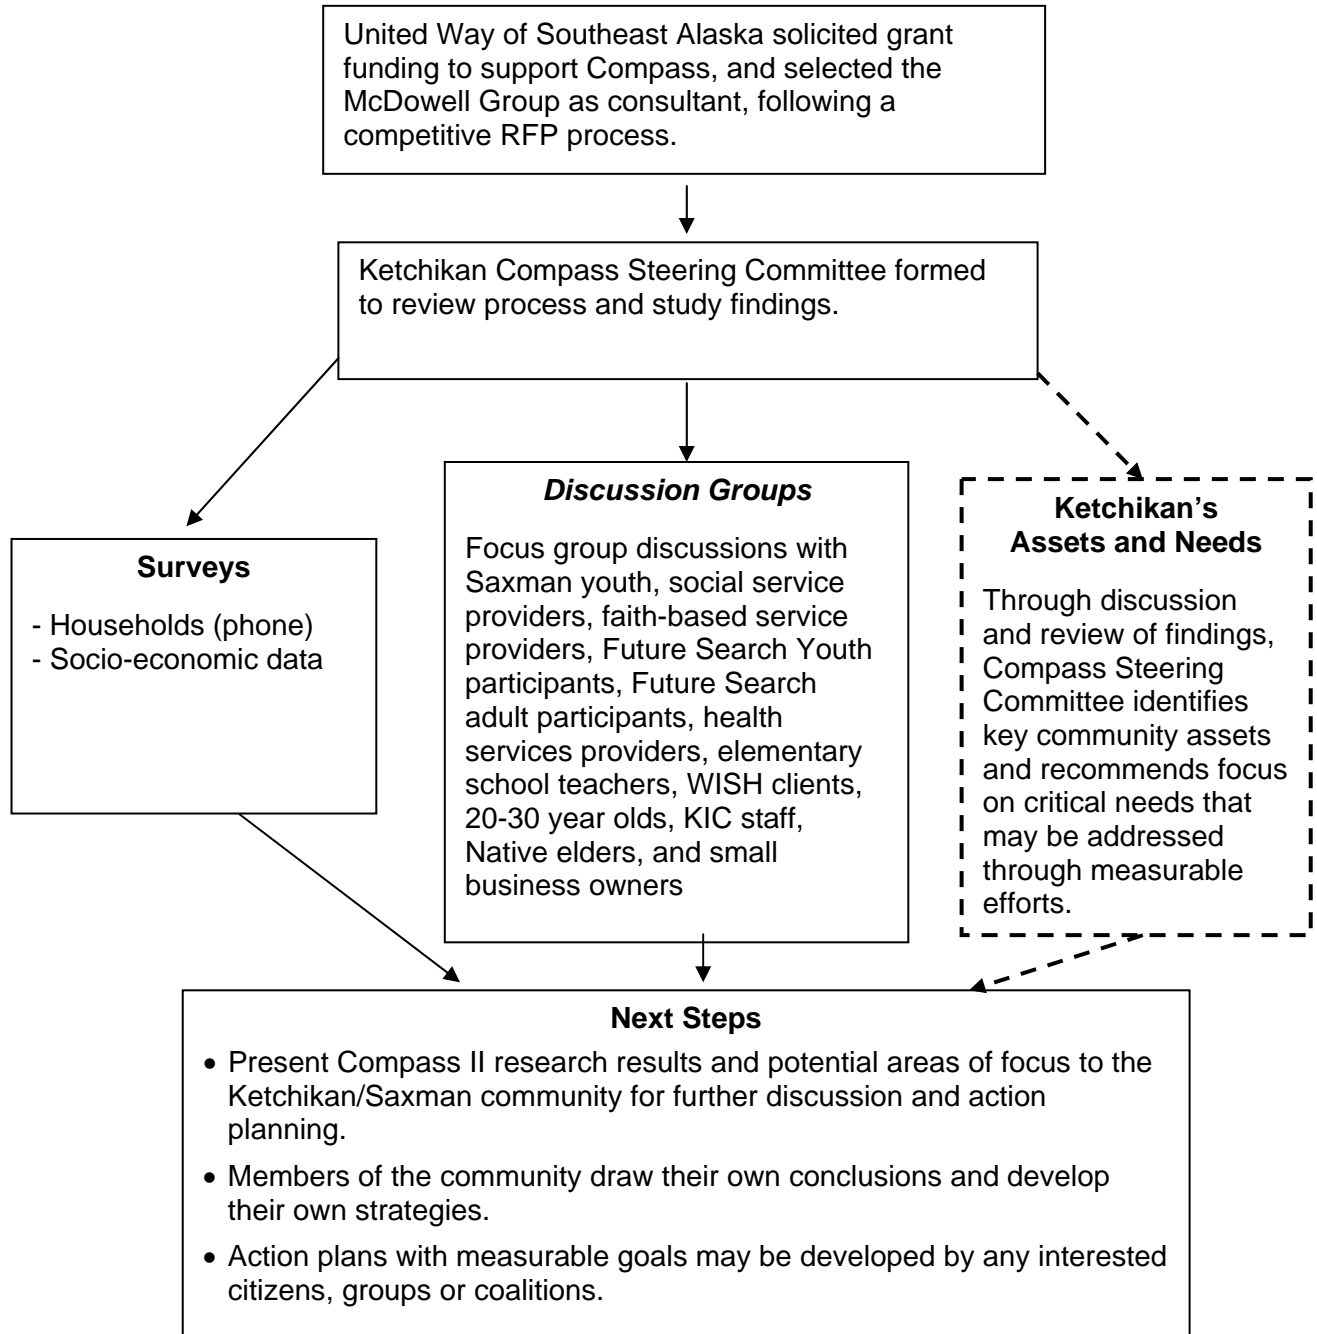 United Way of Southeast Alaska solicited grant
funding to support Compass, and selected the
McDowell Group as consultant, following a
competitive RFP process.
Ketchikan Compass Steering Committee formed
to review process and study findings.
Surveys
- Households (phone)
- Socio-economic data
Discussion Groups
Focus group discussions with
Saxman youth, social service
providers, faith-based service
providers, Future Search Youth
participants, Future Search
adult participants, health
services providers, elementary
school teachers, WISH clients,
20-30 year olds, KIC staff,
Native elders, and small
business owners
Ketchikan’s
Assets and Needs
Through discussion
and review of findings,
Compass Steering
Committee identifies
key community assets
and recommends focus
on critical needs that
may be addressed
through measurable
efforts.
Next Steps
• Present Compass II research results and potential areas of focus to the
Ketchikan/Saxman community for further discussion and action
planning.
• Members of the community draw their own conclusions and develop
their own strategies.
• Action plans with measurable goals may be developed by any interested
citizens, groups or coalitions.